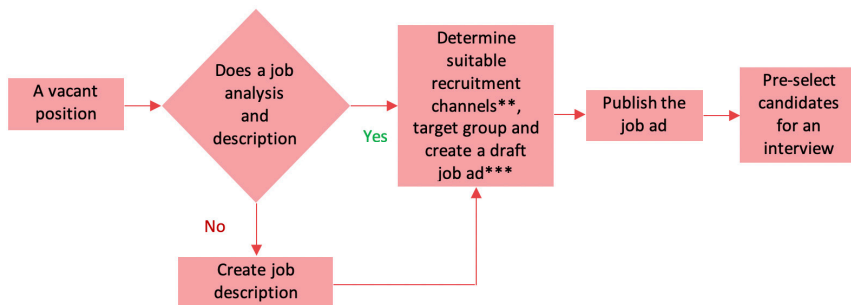 A vacant
position
Does a job
analysis
and
description
Yes
No
Create job
description
Determine
suitable
recruitment
channels**,
target group and
create a draft
job ad***
Publish the
job ad
Pre-select
candidates
for an
interview